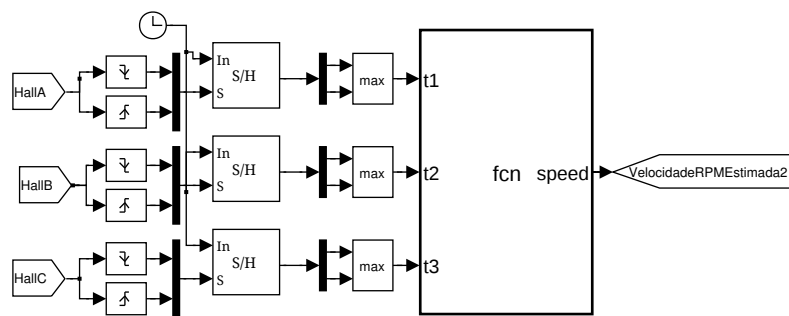 In
S/H
S
HallA
max
t1
In
S/H
S
HallB
max
t2
fcn
speed
VelocidadeRPMEstimada2
In
S/H
S
HallC
max
t3